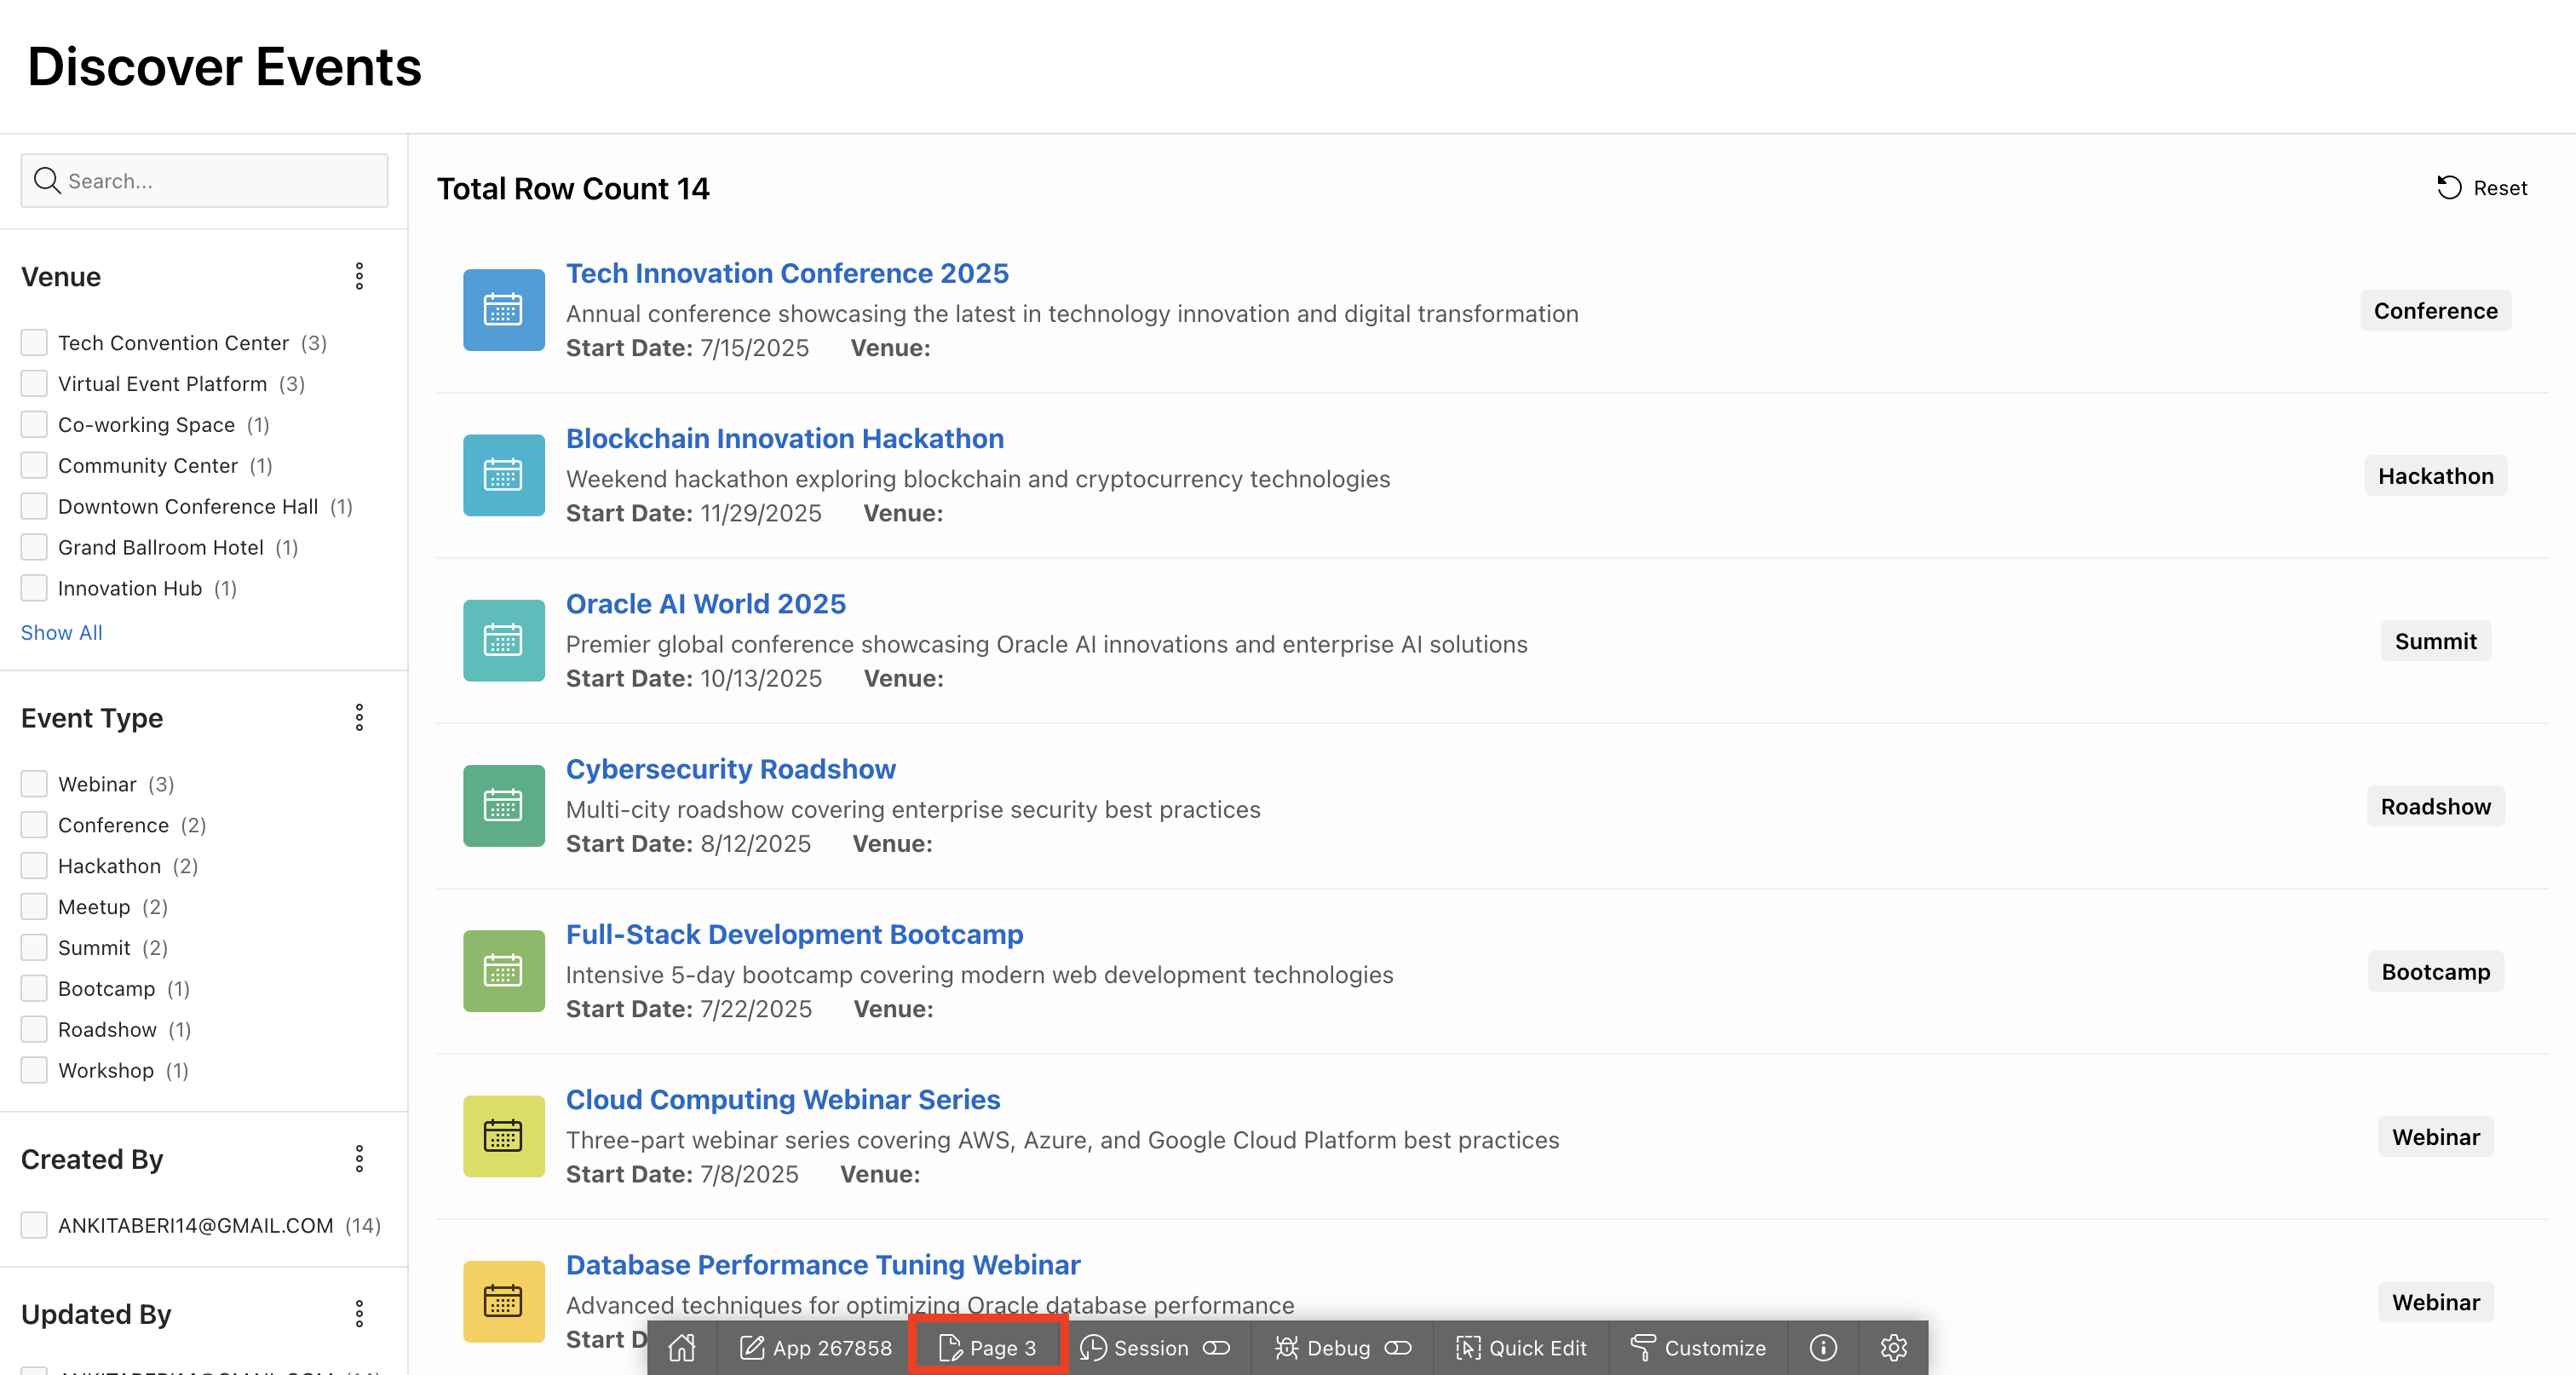 Discover Events
Search...
Venue
Tech Convention Center (3)
Virtual Event Platform (3)
Co-working Space (1)
Community Center (1)
Downtown Conference Hall (1)
Grand Ballroom Hotel (1)
Innovation Hub (1)
Show All
Event Type
Webinar (3)
Conference (2)
Hackathon (2)
Meetup (2)
Summit (2)
Bootcamp (1)
Roadshow (1)
Workshop (1)
Created By
ANKITABERI14@GMAIL.COM (14)
Updated By
Total Row Count 14
Reset
Tech Innovation Conference 2025
Annual conference showcasing the latest in technology innovation and digital transformation
Start Date: 7/15/2025 Venue:
Conference
Blockchain Innovation Hackathon
Weekend hackathon exploring blockchain and cryptocurrency technologies
Start Date: 11/29/2025 Venue:
Hackathon
Oracle AI World 2025
Premier global conference showcasing Oracle AI innovations and enterprise AI solutions
Start Date: 10/13/2025 Venue:
Summit
Cybersecurity Roadshow
Multi-city roadshow covering enterprise security best practices
Start Date: 8/12/2025 Venue:
Roadshow
Full-Stack Development Bootcamp
Intensive 5-day bootcamp covering modern web development technologies
Start Date: 7/22/2025 Venue:
Bootcamp
Cloud Computing Webinar Series
Three-part webinar series covering AWS, Azure, and Google Cloud Platform best practices
Start Date: 7/8/2025 Venue:
Webinar
Database Performance Tuning Webinar
Advanced techniques for optimizing Oracle database performance
Start D
Webinar
App 267858 Page 3 Session Debug Quick Edit Customize